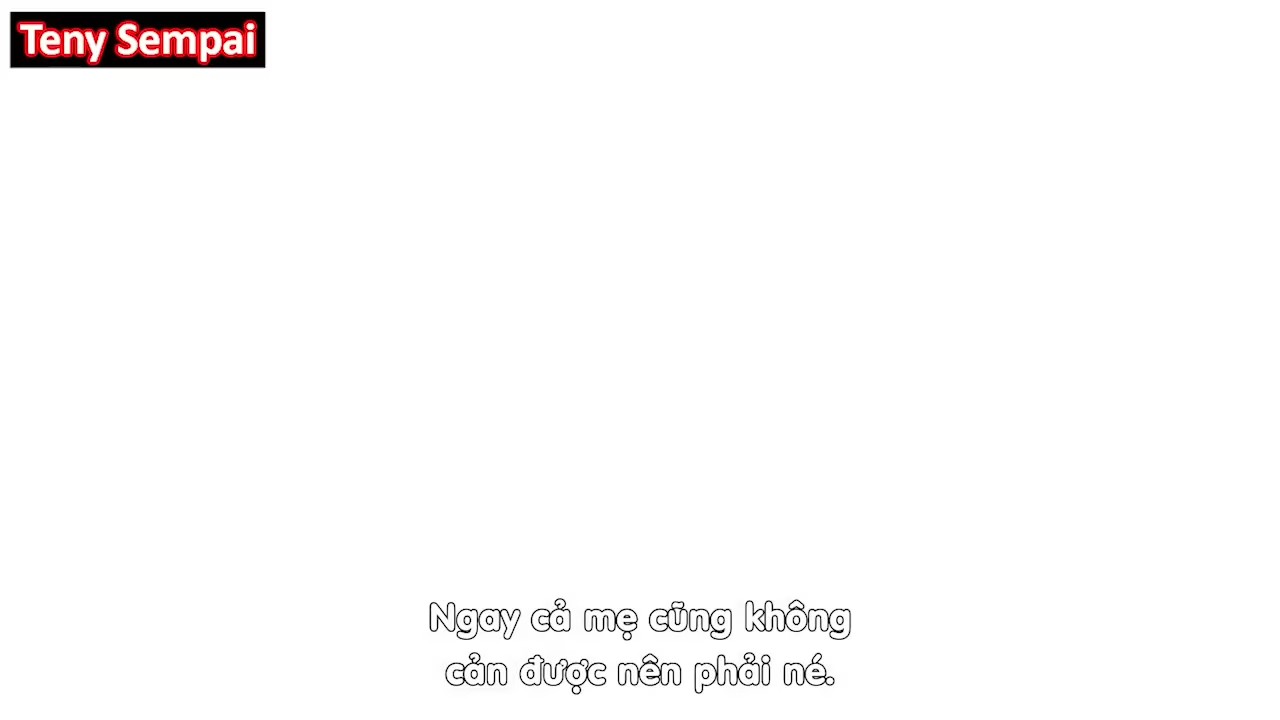 Teny Sempai
Ngay cả mẹ cũng không
cản được nên phải né.